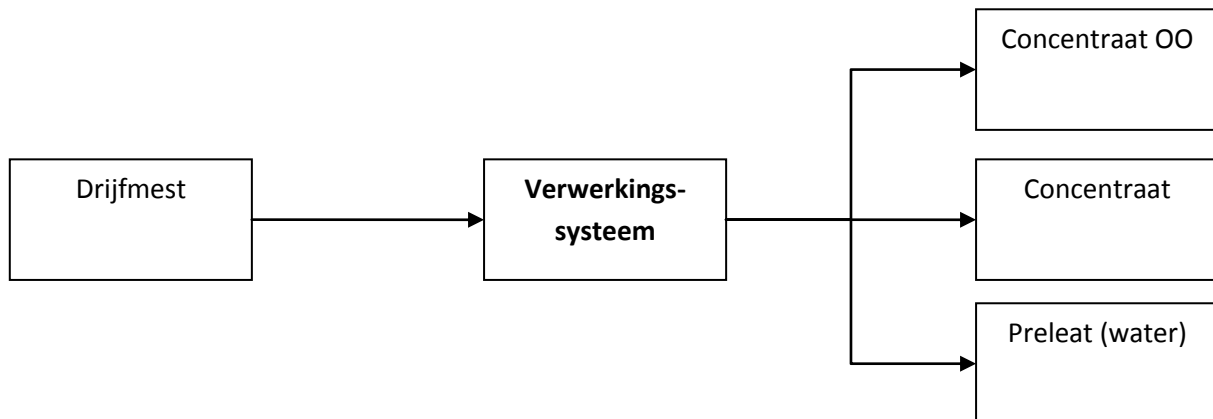 Concentraat OO
Drijfmest
Verwerkings-
systeem
Concentraat
Preleat (water)